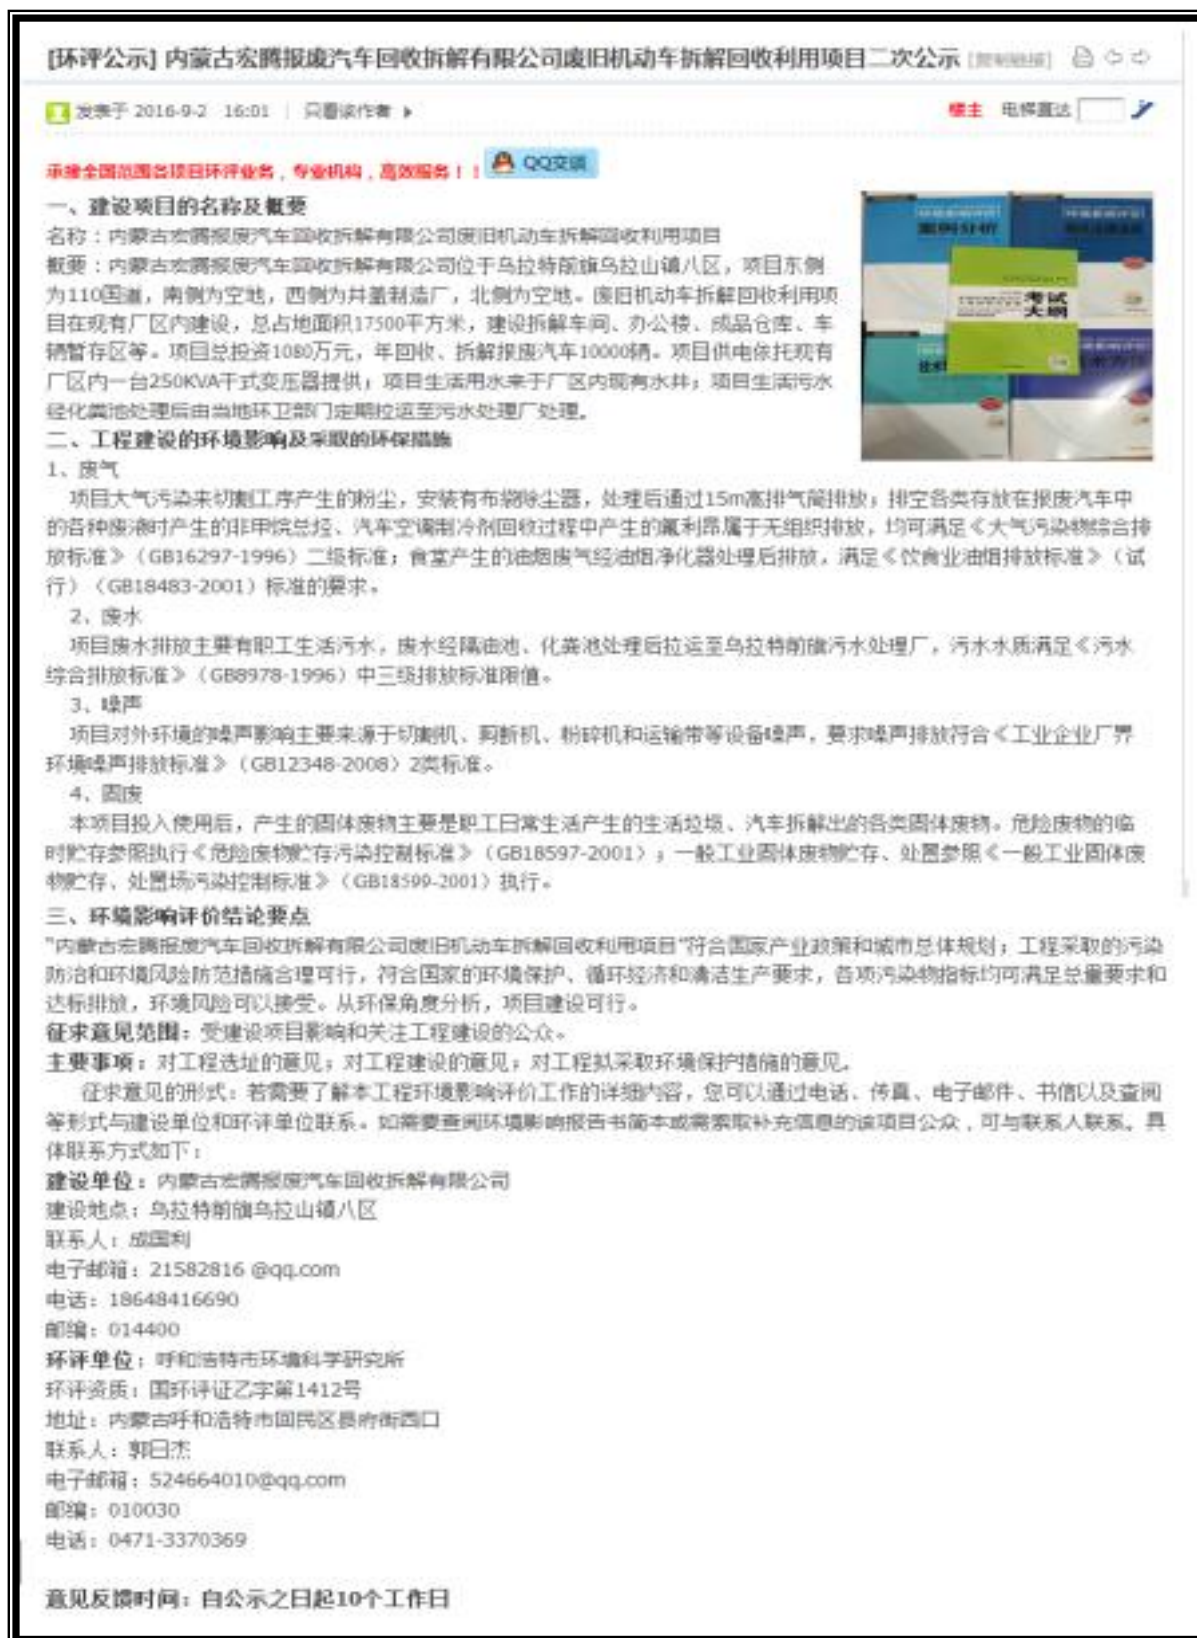 [环评公示] 内蒙古宏腾报废汽车回收拆解有限公司废旧机动车拆解回收利用项目二次公示 [复制链接]
发表于 2016-9-2 16:01 | 只看该作者
楼主 电梯直达
承接全国范围各项目环评业务，专业机构，高效服务！！ QQ交谈
一、建设项目的名称及概要
名称：内蒙古宏腾报废汽车回收拆解有限公司废旧机动车拆解回收利用项目
概要：内蒙古宏腾报废汽车回收拆解有限公司位于乌拉特前旗乌拉山镇八区，项目东侧
为110国道，南侧为空地，西侧为井盖制造厂，北侧为空地。废旧机动车拆解回收利用项
目在现有厂区内建设，总占地面积17500平方米，建设拆解车间、办公楼、成品仓库、车
辆暂存区等。项目总投资1080万元，年回收、拆解报废汽车10000辆。项目供电依托现有
厂区内一台250KVA干式变压器提供；项目生活用水来于厂区内现有水井；项目生活污水
经化粪池处理后由当地环卫部门定期拉运至污水处理厂处理。
案例分析
考试
大纲
二、工程建设的环境影响及采取的环保措施
1、废气
项目大气污染来切割工序产生的粉尘，安装有布袋除尘器，处理后通过15m高排气筒排放；排空各类存放在报废汽车中
的各种废液时产生的非甲烷总烃、汽车空调制冷剂回收过程中产生的氟利昂属于无组织排放，均可满足《大气污染物综合排
放标准》（GB16297-1996）二级标准；食堂产生的油烟废气经油烟净化器处理后排放，满足《饮食业油烟排放标准》（试
行）（GB18483-2001）标准的要求。
2、废水
项目废水排放主要有职工生活污水，废水经隔油池、化粪池处理后拉运至乌拉特前旗污水处理厂，污水水质满足《污水
综合排放标准》（GB8978-1996）中三级排放标准限值。
3、噪声
项目对外环境的噪声影响主要来源于切割机、剪断机、粉碎机和运输带等设备噪声，要求噪声排放符合《工业企业厂界
环境噪声排放标准》（GB12348-2008）2类标准。
4、固废
本项目投入使用后，产生的固体废物主要是职工日常生活产生的生活垃圾、汽车拆解出的各类固体废物。危险废物的临
时贮存参照执行《危险废物贮存污染控制标准》（GB18597-2001）；一般工业固体废物贮存、处置参照《一般工业固体废
物贮存、处置场污染控制标准》（GB18599-2001）执行。
三、环境影响评价结论要点
"内蒙古宏腾报废汽车回收拆解有限公司废旧机动车拆解回收利用项目"符合国家产业政策和城市总体规划；工程采取的污染
防治和环境风险防范措施合理可行，符合国家的环境保护、循环经济和清洁生产要求，各项污染物指标均可满足总量要求和
达标排放，环境风险可以接受。从环保角度分析，项目建设可行。
征求意见范围：受建设项目影响和关注工程建设的公众。
主要事项：对工程选址的意见；对工程建设的意见；对工程拟采取环境保护措施的意见。
征求意见的形式：若需要了解本工程环境影响评价工作的详细内容，您可以通过电话、传真、电子邮件、书信以及查阅
等形式与建设单位和环评单位联系。如需要查阅环境影响报告书简本或需索取补充信息的该项目公众，可与联系人联系。具
体联系方式如下：
建设单位：内蒙古宏腾报废汽车回收拆解有限公司
建设地点：乌拉特前旗乌拉山镇八区
联系人：成国利
电子邮箱：21582816 @qq.com
电话：18648416690
邮编：014400
环评单位：呼和浩特市环境科学研究所
环评资质：国环评证乙字第1412号
地址：内蒙古呼和浩特市回民区县府街西口
联系人：郭日杰
电子邮箱：524664010@qq.com
邮编：010030
电话：0471-3370369
意见反馈时间：自公示之日起10个工作日